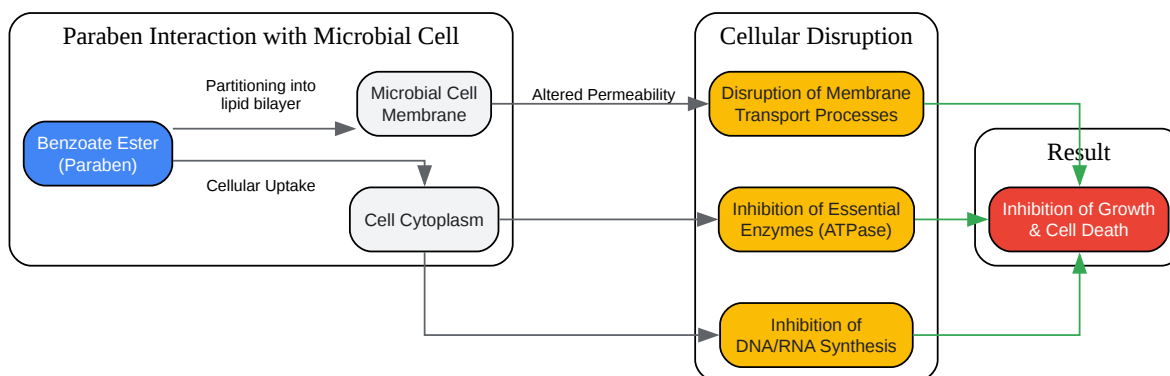 Paraben Interaction with Microbial Cell
Partitioning into
lipid bilayer
Microbial Cell
Membrane
Benzoate Ester
(Paraben)
Cellular Uptake
Cell Cytoplasm
Altered Permeability
Cellular Disruption
Disruption of Membrane
Transport Processes
Inhibition of Essential
Enzymes (ATPase)
Inhibition of
DNA/RNA Synthesis
Result
Inhibition of Growth
& Cell Death